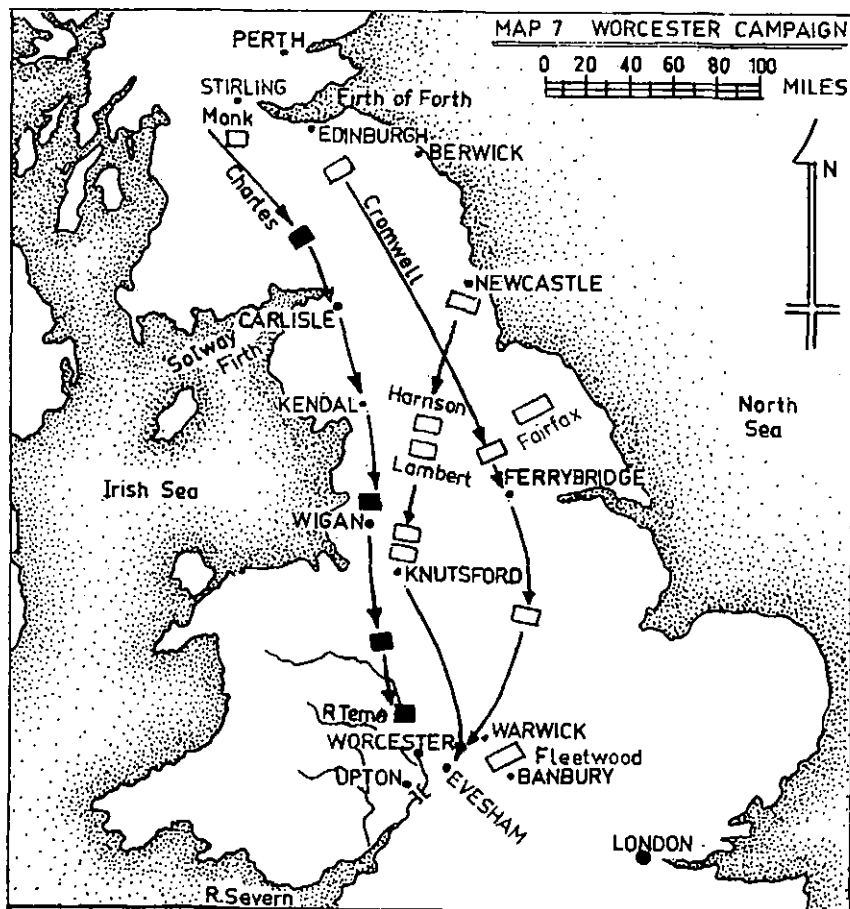 MAP 7 WORCESTER CAMPAIGN
0 20 40 60 80 100
MILES
PERTH
STIRLING
Monk
Firth of Forth
EDINBURGH
BERWICK
N
Charles
Cromwell
NEWCASTLE
CARLISLE
Solway
Firth
KENDAL
Harrison
Fairfax
North
Sea
Lambert
FERRYBRIDGE
Irish Sea
WIGAN
KNUTSFORD
R Teme
WARWICK
WORCESTER
Fleetwood
UPTON
EVESHAM
BANBURY
LONDON
R.Severn